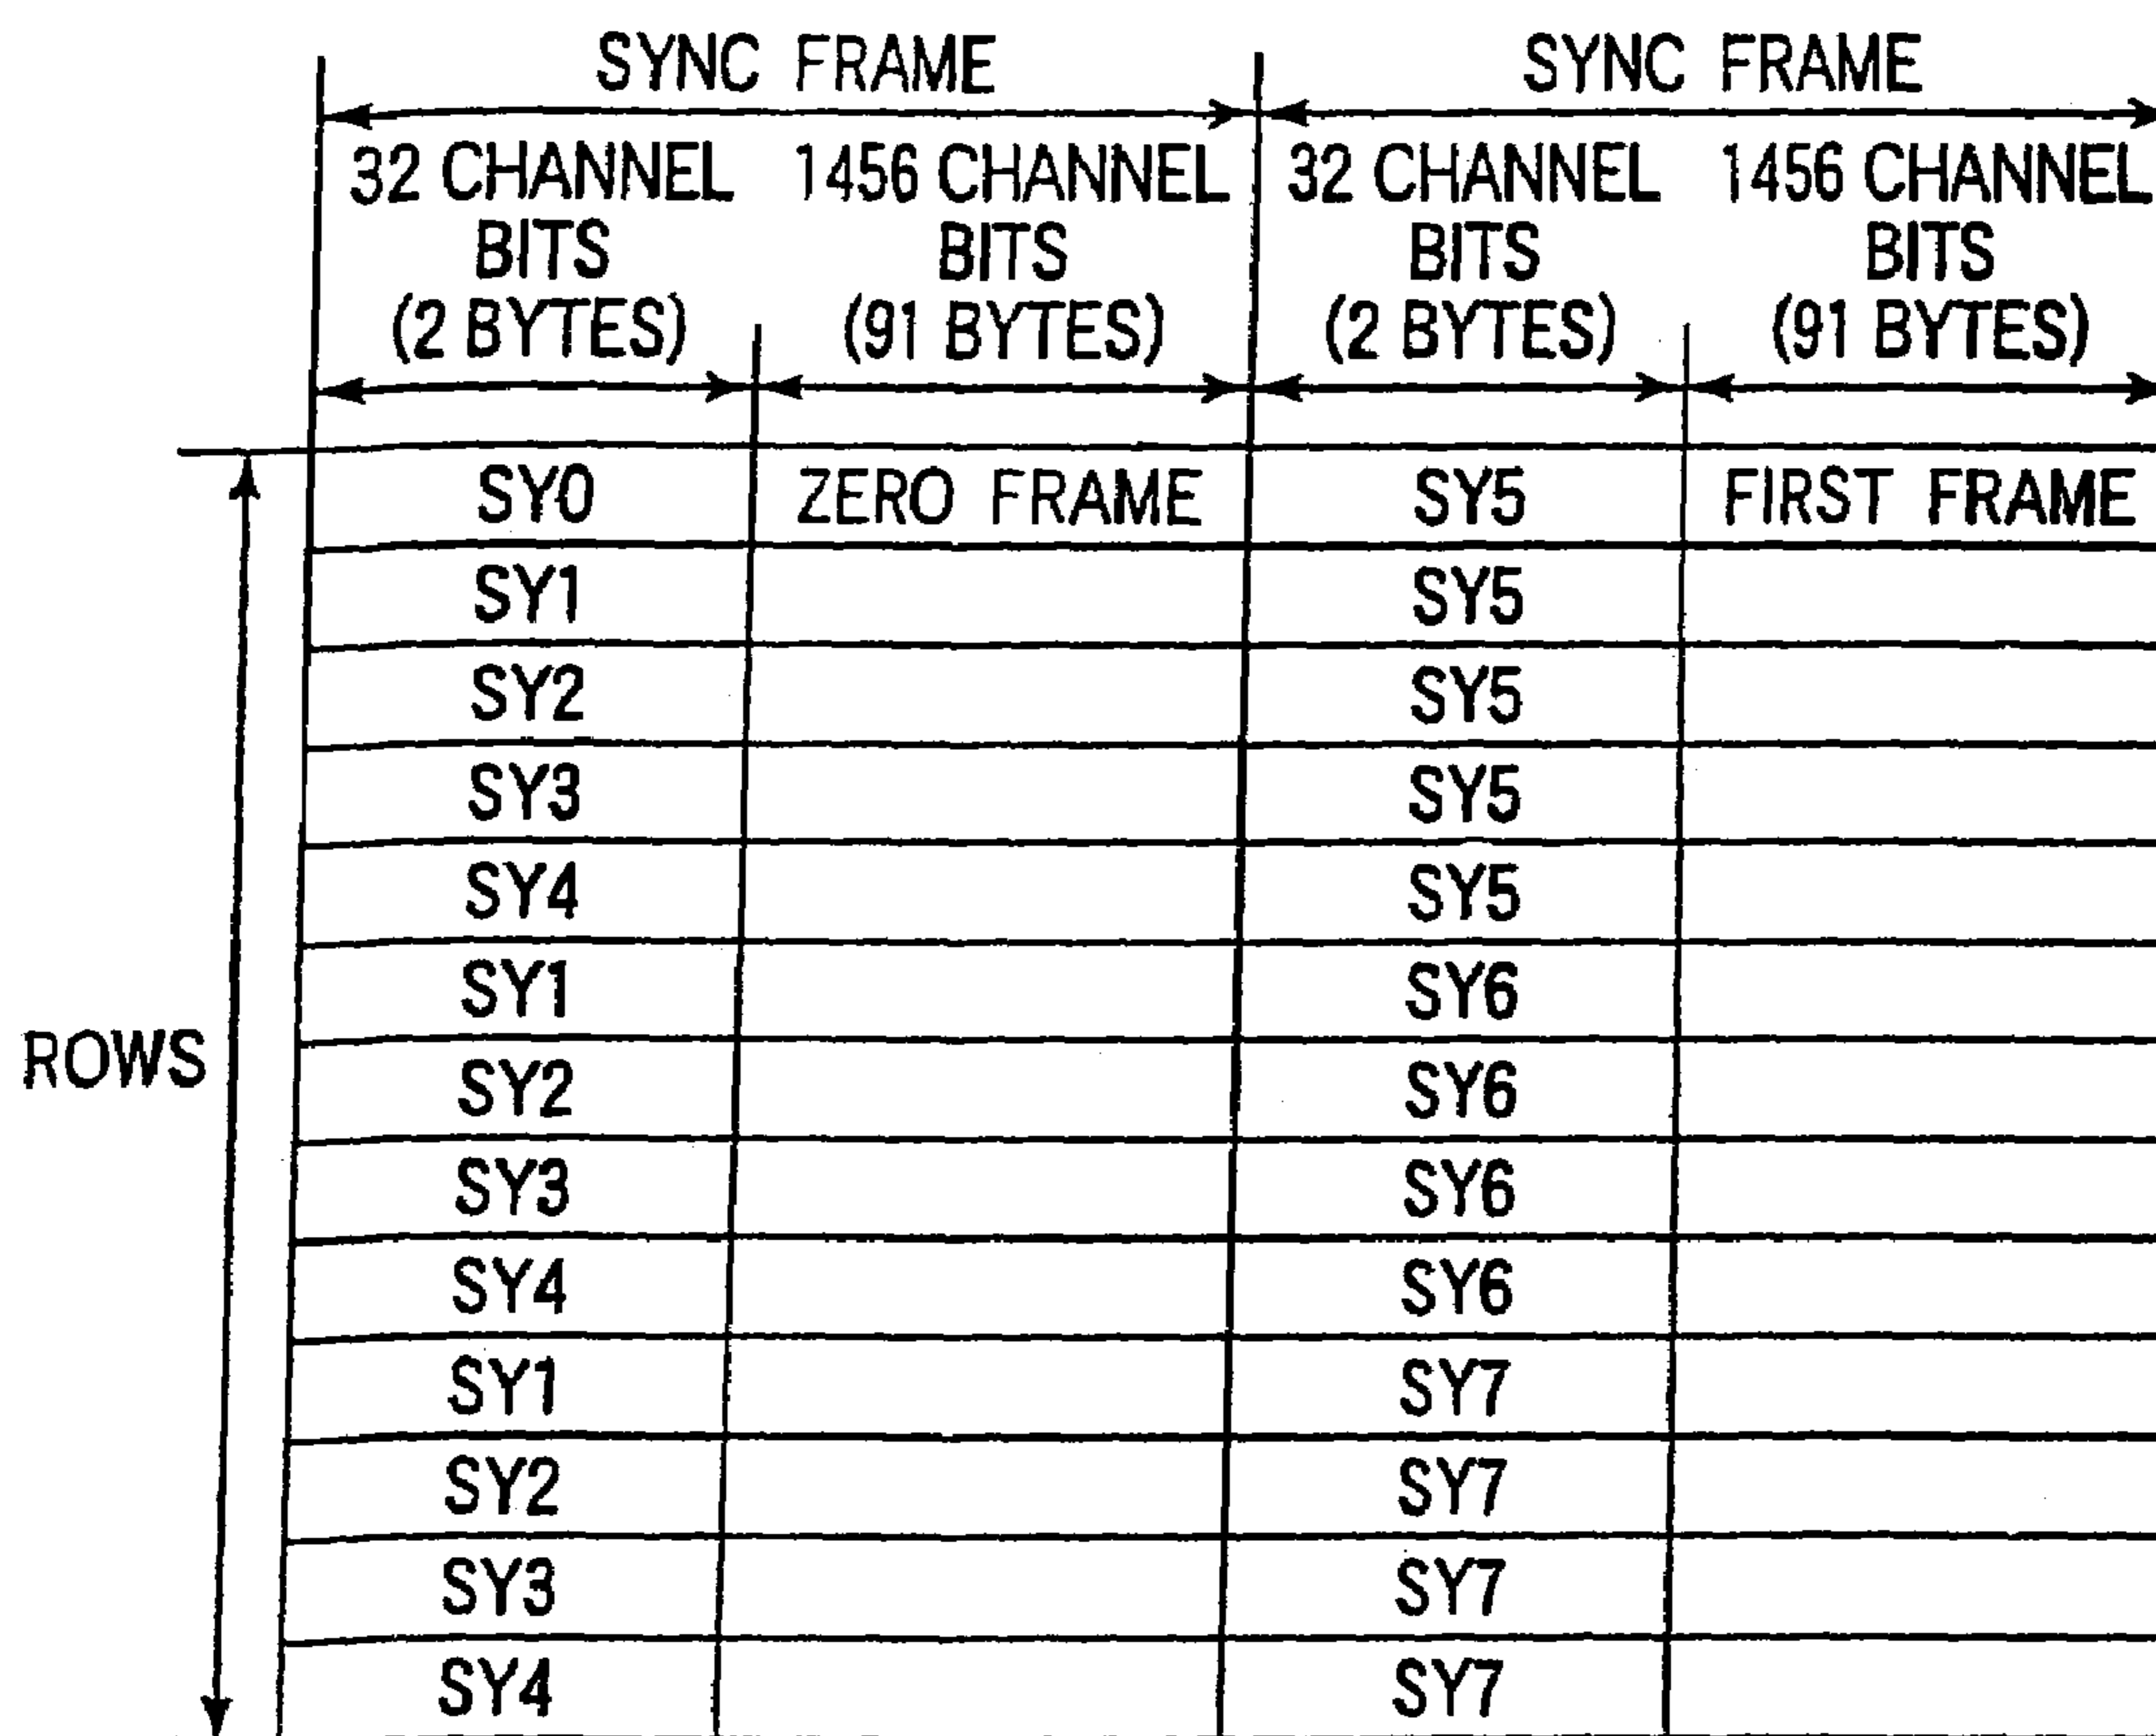 SYNC FRAME SYNC FRAME
32 CHANNEL BITS (2 BYTES) 1456 CHANNEL BITS (91 BYTES) 32 CHANNEL BITS (2 BYTES) 1456 CHANNEL BITS (91 BYTES)
SY0 ZERO FRAME SY5 FIRST FRAME
SY1 SY5
SY2 SY5
SY3 SY5
SY4 SY5
SY1 SY6
ROWS
SY2 SY6
SY3 SY6
SY4 SY6
SY1 SY7
SY2 SY7
SY3 SY7
SY4 SY7